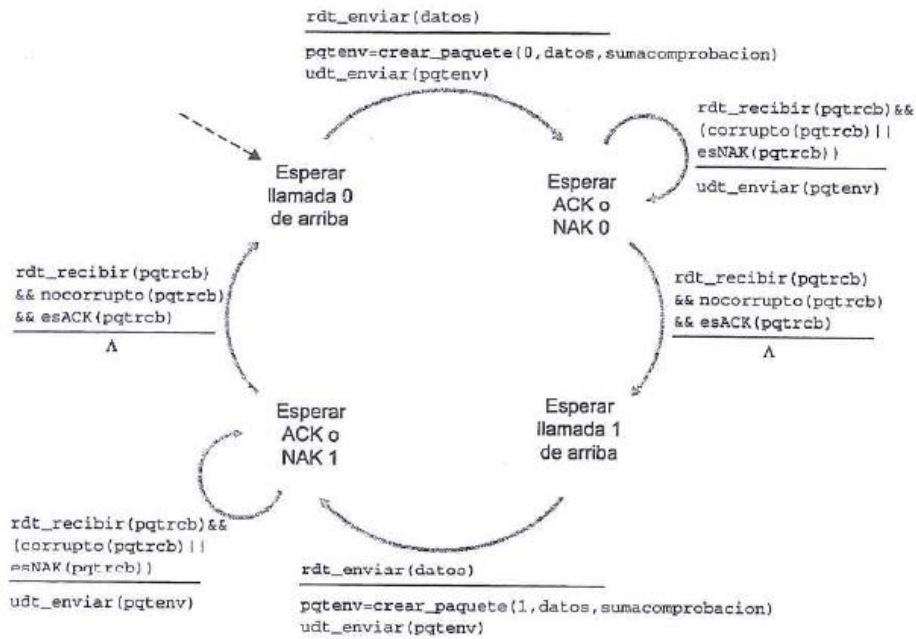 rdt_enviar(datos)
pqtenv=crear_paquete(0,datos,sumacomprobacion)
udt_enviar(pqtenv)
rdt_recibir(pqtrcb)&&
(corrupto(pqtrcb)||
esNAK(pqtrcb))
udt_enviar(pqtenv)
Esperar
llamada 0
de arriba
Esperar
ACK o
NAK 0
rdt_recibir(pqtrcb)
&& nocorrupto(pqtrcb)
&& esACK(pqtrcb)
Λ
rdt_recibir(pqtrcb)
&& nocorrupto(pqtrcb)
&& esACK(pqtrcb)
Λ
Esperar
ACK o
NAK 1
Esperar
llamada 1
de arriba
rdt_recibir(pqtrcb)&&
(corrupto(pqtrcb)||
esNAK(pqtrcb))
udt_enviar(pqtenv)
rdt_enviar(datos)
pqtenv=crear_paquete(1,datos,sumacomprobacion)
udt_enviar(pqtenv)